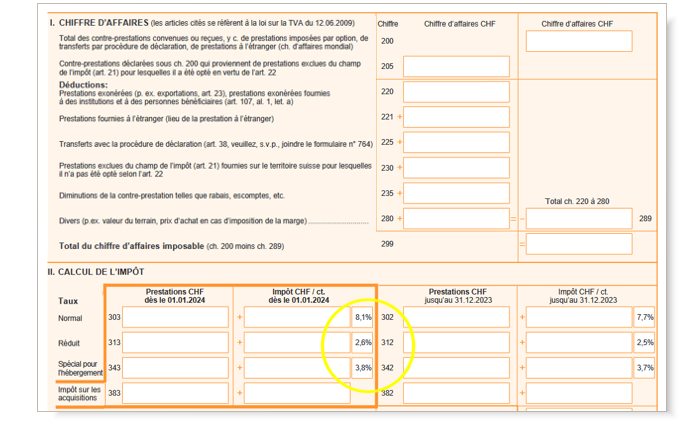 I. CHIFFRE D'AFFAIRES (les articles cités se réfèrent à la loi sur la TVA du 12.06.2009) Chiffre Chiffre d'affaires CHF Chiffre d'affaires CHF
Total des contre-prestations convenues ou reçues, y c. de prestations imposées par option, de
transferts par procédure de déclaration, de prestations à l'étranger (ch. d'affaires mondial) 200
Contre-prestations déclarées sous ch. 200 qui proviennent de prestations exclues du champ
de l'impôt (art. 21) pour lesquelles il a été opté en vertu de l'art. 22 205
Déductions:
Prestations exonérées (p. ex. exportations, art. 23), prestations exonérées fournies 220
à des institutions et à des personnes bénéficiaires (art. 107, al. 1, let. a)
Prestations fournies à l'étranger (lieu de la prestation à l'étranger) 221 +
Transferts avec la procédure de déclaration (art. 38, veuillez, s.v.p., joindre le formulaire n° 764) 225 +
Prestations exclues du champ de l'impôt (art. 21) fournies sur le territoire suisse pour lesquelles
il n'a pas été opté selon l'art. 22 230 +
Diminutions de la contre-prestation telles que rabais, escomptes, etc. 235 +
Total ch. 220 à 280
Divers (p.ex. valeur du terrain, prix d'achat en cas d'imposition de la marge) 280 + = − 289
Total du chiffre d'affaires imposable (ch. 200 moins ch. 289) 299 =
II. CALCUL DE L'IMPÔT
Taux
Prestations CHF Impôt CHF / ct. Prestations CHF Impôt CHF / ct.
dès le 01.01.2024 dès le 01.01.2024 jusqu'au 31.12.2023 jusqu'au 31.12.2023
Normal 303 + 8,1% 302 + 7,7%
Réduit 313 + 2,6% 312 + 2,5%
Spécial pour
l'hébergement 343 + 3,8% 342 + 3,7%
Impôt sur les
acquisitions 383 + 382 +